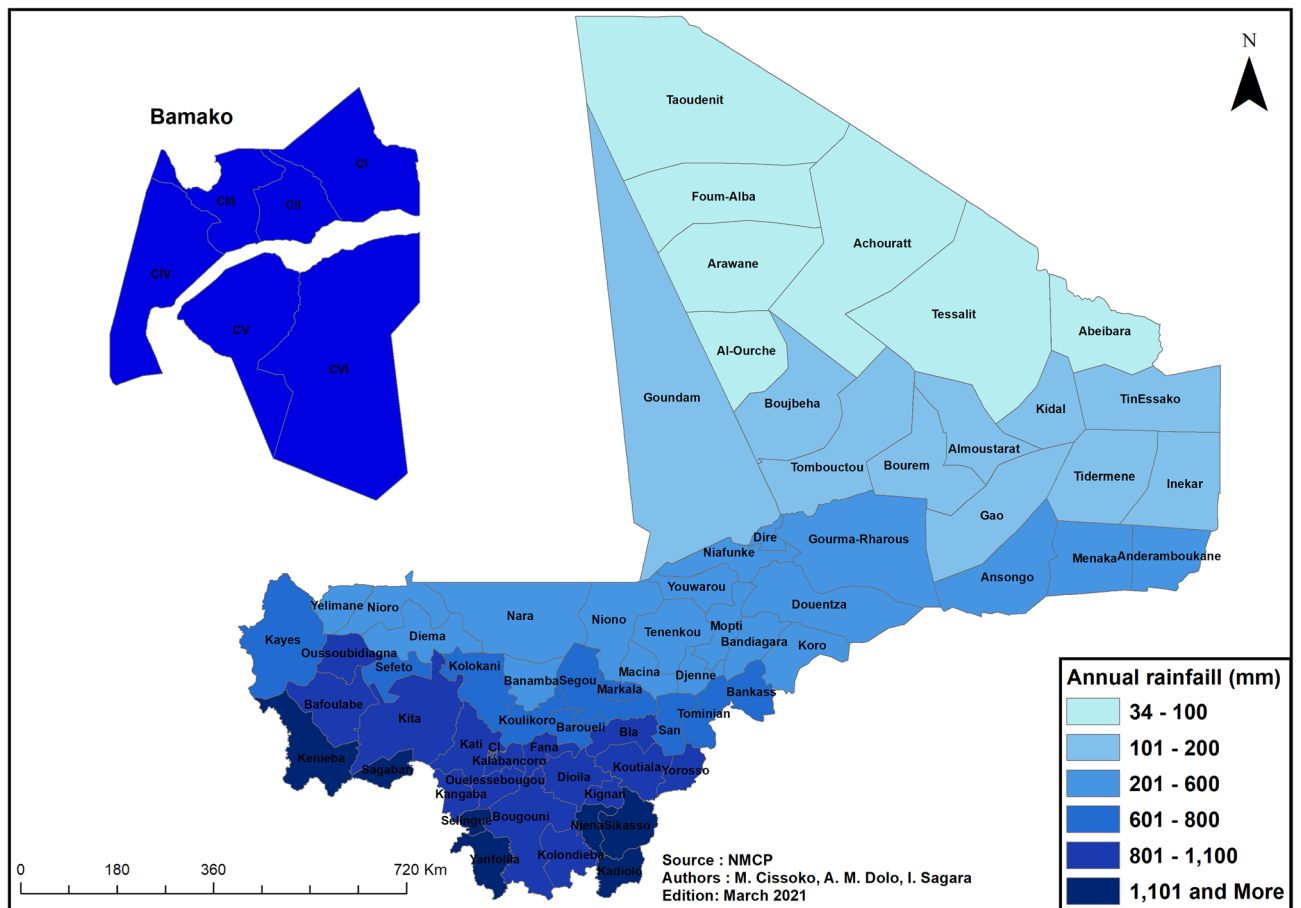 N
Bamako
CI
CIII
CII
CIV
CV
CVI
Taoudenit
Foum-Alba
Achouratt
Arawane
Tessalit
Abeibara
Al-Ourche
Goundam
Boujbeha
Kidal
TinEssako
Almoustarat
Tombouctou
Bourem
Tidermene
Inekar
Gao
Dire
Gourma-Rharous
Niafunke
Menaka
Anderamboukane
Ansongo
Youwarou
Yelimane
Nioro
Douentza
Nara
Niono
Mopti
Tenenkou
Diema
Kayes
Bandiagara
Koro
Oussoubidiagna
Sefeto
Kolokani
Macina
Djenne
Banamba
Segou
Markala
Bankass
Bafoulabe
Kita
Koulikoro
Tominian
Baroueli
San
Bla
Kati
CI
Fana
Kenieba
Kalabancoro
Sagabari
Koutiala
Yorosso
Ouelessebougou
Dioila
Kangaba
Kignan
Selingue
Bougouni
Niena
Sikasso
Yanfolila
Kolondieba
Kadiolo
Annual rainfaill (mm)
34 - 100
101 - 200
201 - 600
601 - 800
801 - 1,100
1,101 and More
0 180 360 720 Km
Source : NMCP
Authors : M. Cissoko, A. M. Dolo, I. Sagara
Edition: March 2021